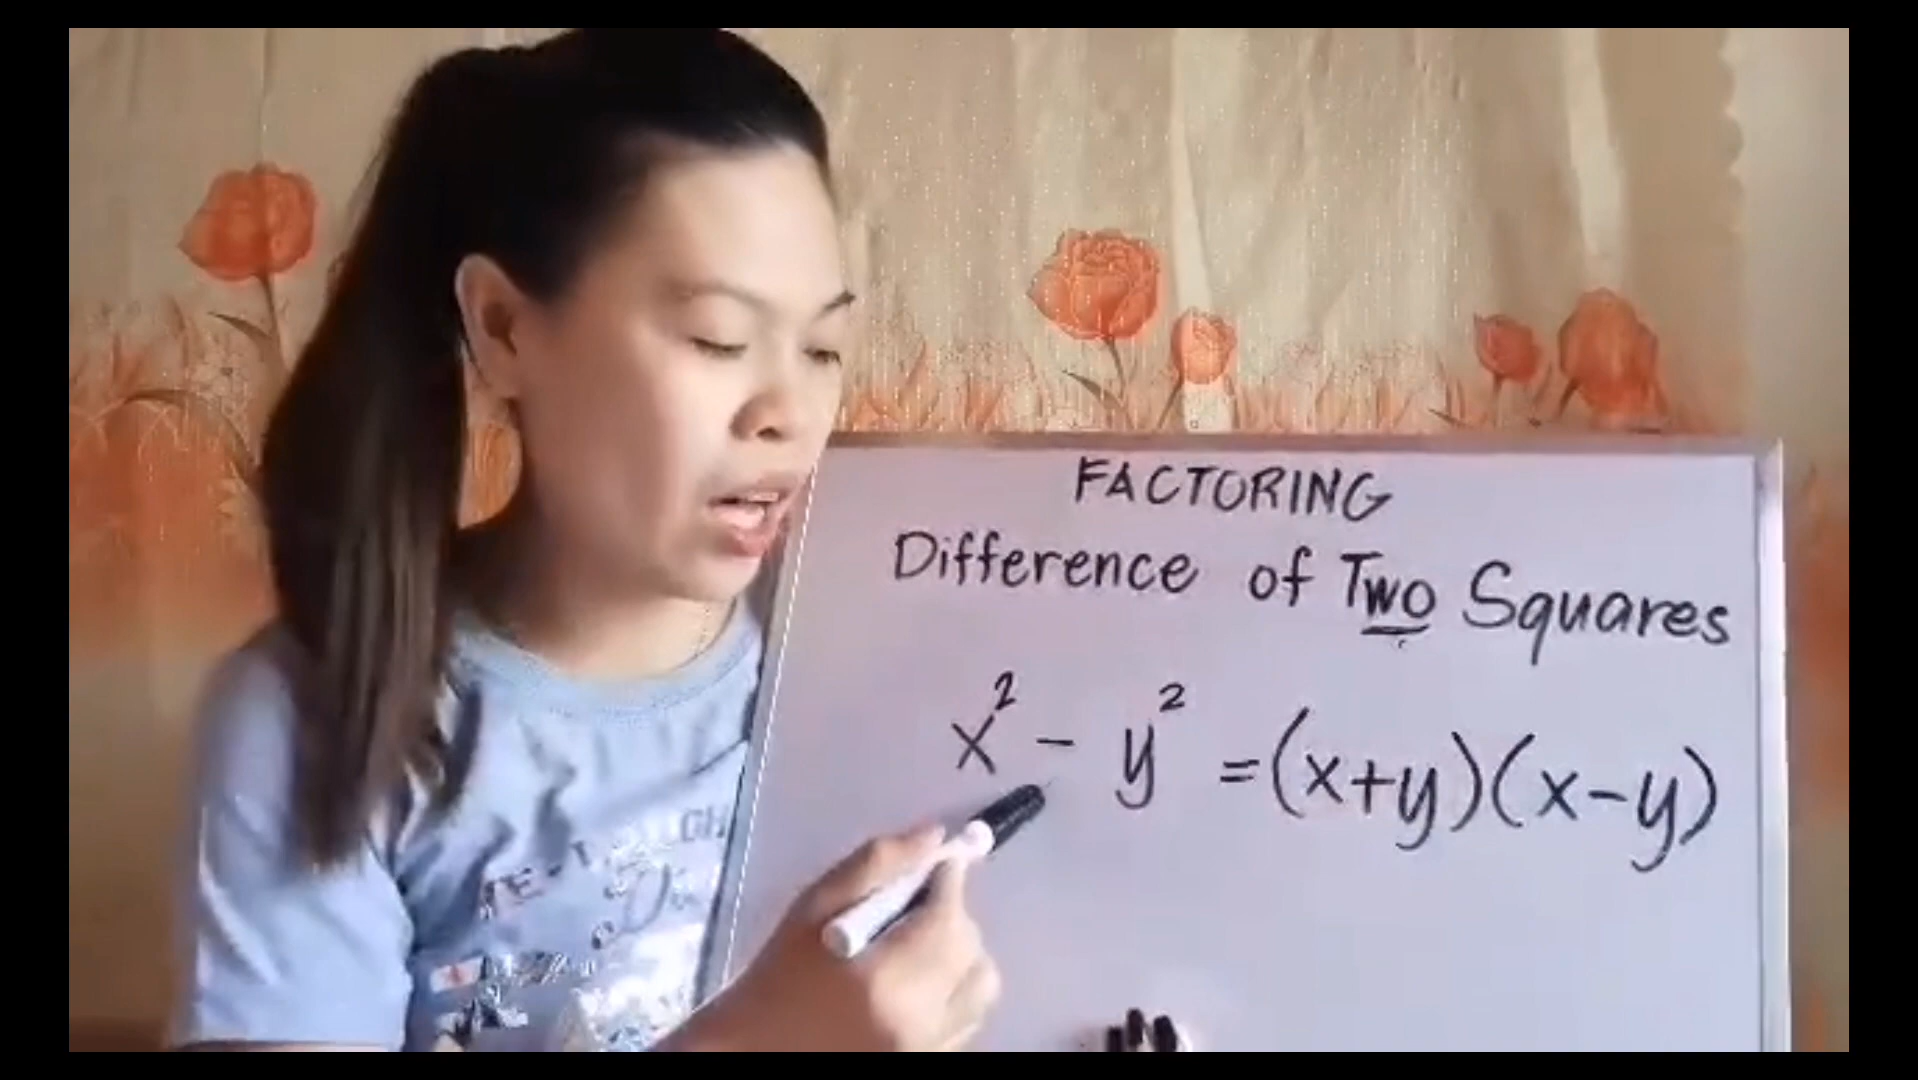 FACTORING
Difference of Two Squares
x² - y² = (x+y)(x-y)